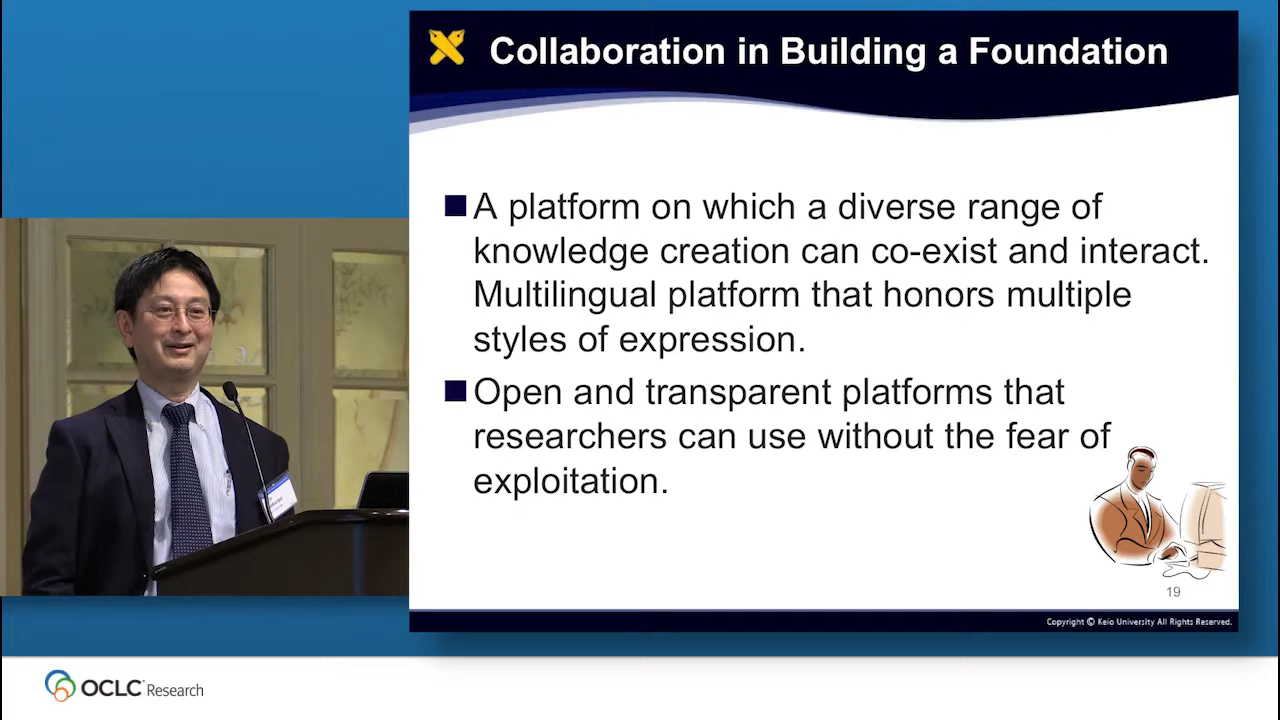 Collaboration in Building a Foundation
A platform on which a diverse range of
knowledge creation can co-exist and interact.
Multilingual platform that honors multiple
styles of expression.
Open and transparent platforms that
researchers can use without the fear of
exploitation.
19
Copyright © Keio University All Rights Reserved.
OCLC Research